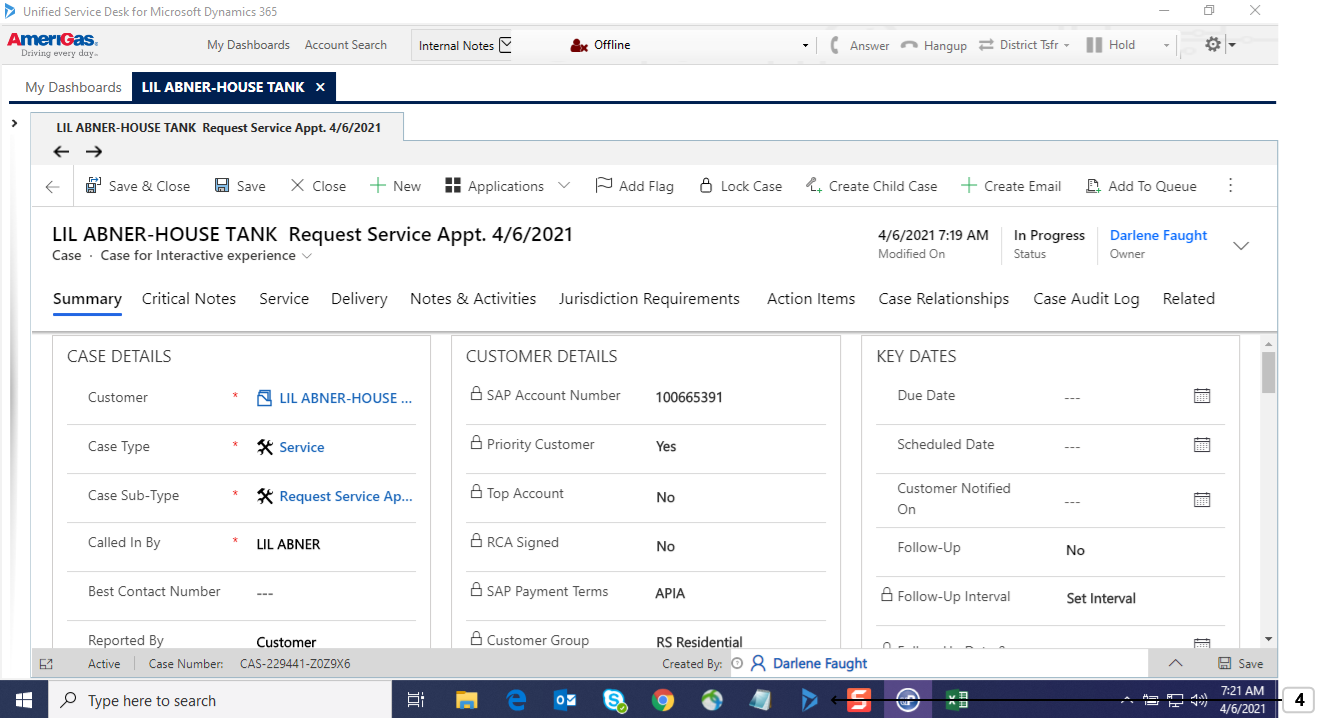 Unified Service Desk for Microsoft Dynamics 365
AmeriGas
Driving every day
My Dashboards Account Search Internal Notes Offline Answer Hangup District Tsfr Hold
My Dashboards LIL ABNER-HOUSE TANK ×
LIL ABNER-HOUSE TANK Request Service Appt. 4/6/2021
Save & Close Save Close New Applications Add Flag Lock Case Create Child Case Create Email Add To Queue
LIL ABNER-HOUSE TANK Request Service Appt. 4/6/2021
Case · Case for Interactive experience
4/6/2021 7:19 AM In Progress Darlene Faught
Modified On Status Owner
Summary Critical Notes Service Delivery Notes & Activities Jurisdiction Requirements Action Items Case Relationships Case Audit Log Related
CASE DETAILS
Customer * LIL ABNER-HOUSE ...
Case Type * Service
Case Sub-Type * Request Service Ap...
Called In By * LIL ABNER
Best Contact Number ---
Reported By Customer
CUSTOMER DETAILS
SAP Account Number 100665391
Priority Customer Yes
Top Account No
RCA Signed No
SAP Payment Terms APIA
Customer Group RS Residential
KEY DATES
Due Date ---
Scheduled Date ---
Customer Notified
On ---
Follow-Up No
Follow-Up Interval Set Interval
Active Case Number: CAS-229441-Z0Z9X6 Created By: Darlene Faught Save
Type here to search
7:21 AM
4/6/2021
4